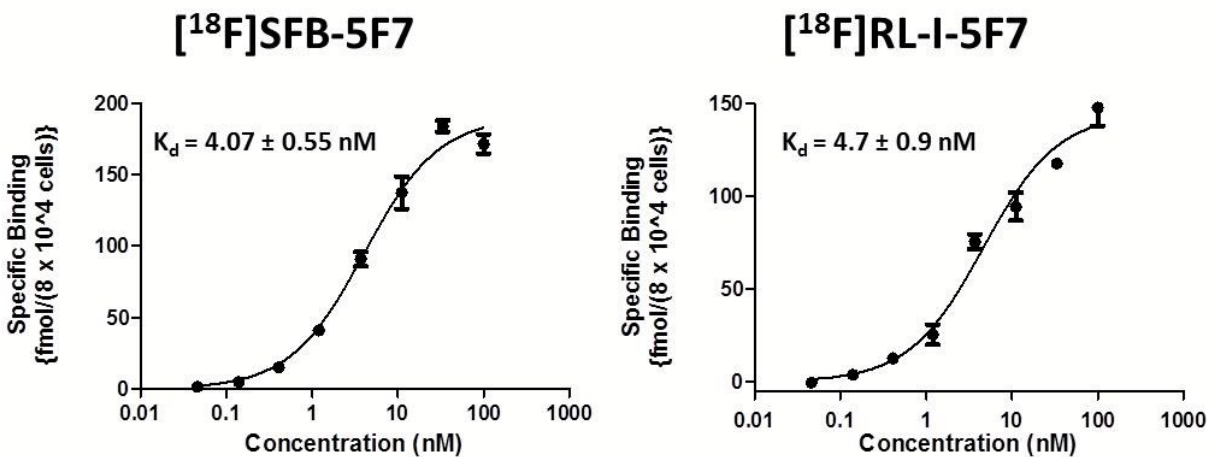 [18F]SFB-5F7
Kd = 4.07 ± 0.55 nM
Specific Binding
{fmol/(8 x 10^4 cells)}
200
150
100
50
0
0.01 0.1 1 10 100 1000
Concentration (nM)
[18F]RL-I-5F7
Kd = 4.7 ± 0.9 nM
Specific Binding
{fmol/(8 x 10^4 cells)}
150
100
50
0
0.01 0.1 1 10 100 1000
Concentration (nM)